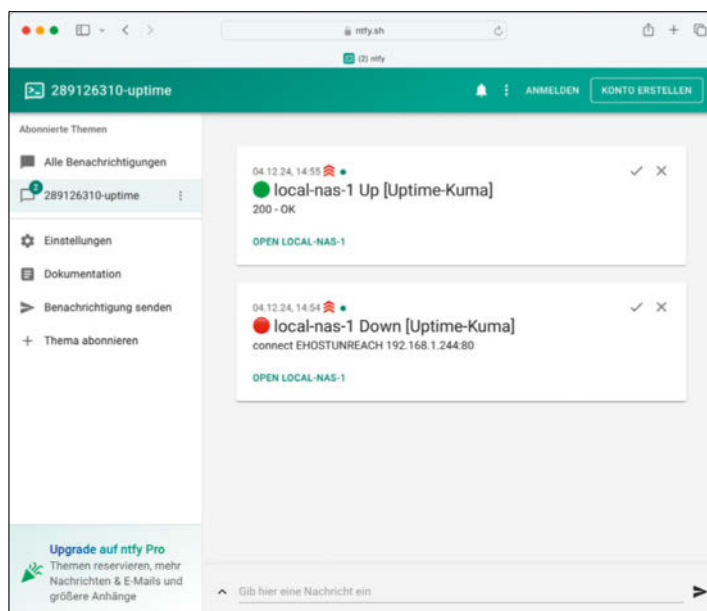 ntfy.sh
(2) ntfy
289126310-uptime
ANMELDEN
KONTO ERSTELLEN
Abonnierte Themen
Alle Benachrichtigungen
2
289126310-uptime
Einstellungen
Dokumentation
Benachrichtigung senden
Thema abonnieren
Upgrade auf ntfy Pro
Themen reservieren, mehr
Nachrichten & E-Mails und
größere Anhänge
04.12.24, 14:55
local-nas-1 Up [Uptime-Kuma]
200 - OK
OPEN LOCAL-NAS-1
04.12.24, 14:54
local-nas-1 Down [Uptime-Kuma]
connect EHOSTUNREACH 192.168.1.244:80
OPEN LOCAL-NAS-1
Gib hier eine Nachricht ein